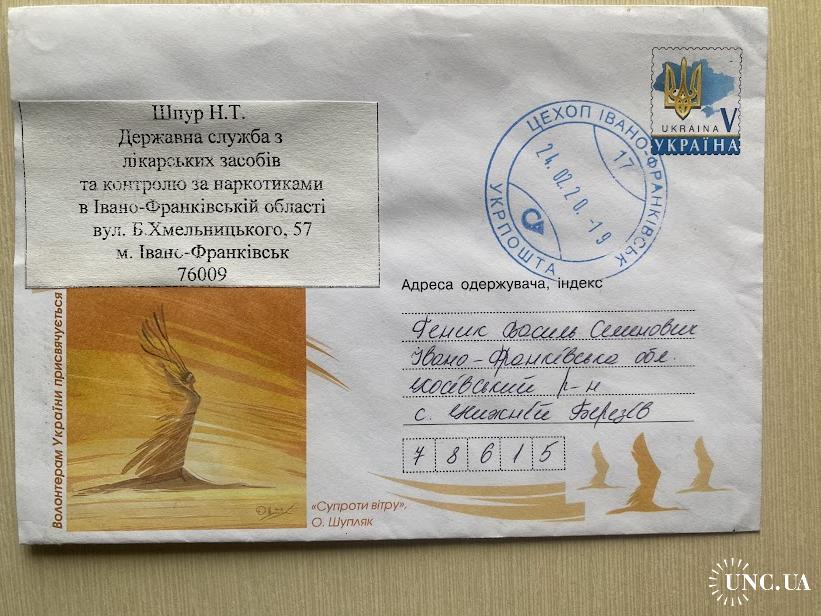 Шпур Н.Т.
Державна служба з
лікарських засобів
та контролю за наркотиками
в Івано-Франківській області
вул. Б.Хмельницького, 57
м. Івано-Франківськ
76009
ЦЕХОП ІВАНО-ФРАНКІВСЬК
17
24.02.20.-19
УКРПОШТА
UKRAINA V
УКРАЇНА
Адреса одержувача, індекс
Геник Василь Семенович
Івано-Франківська обл.
Косівський р-н
с. Нижній Березів
78615
Волонтерам України присвячується
«Супроти вітру»,
О. Шупляк
UNC.UA